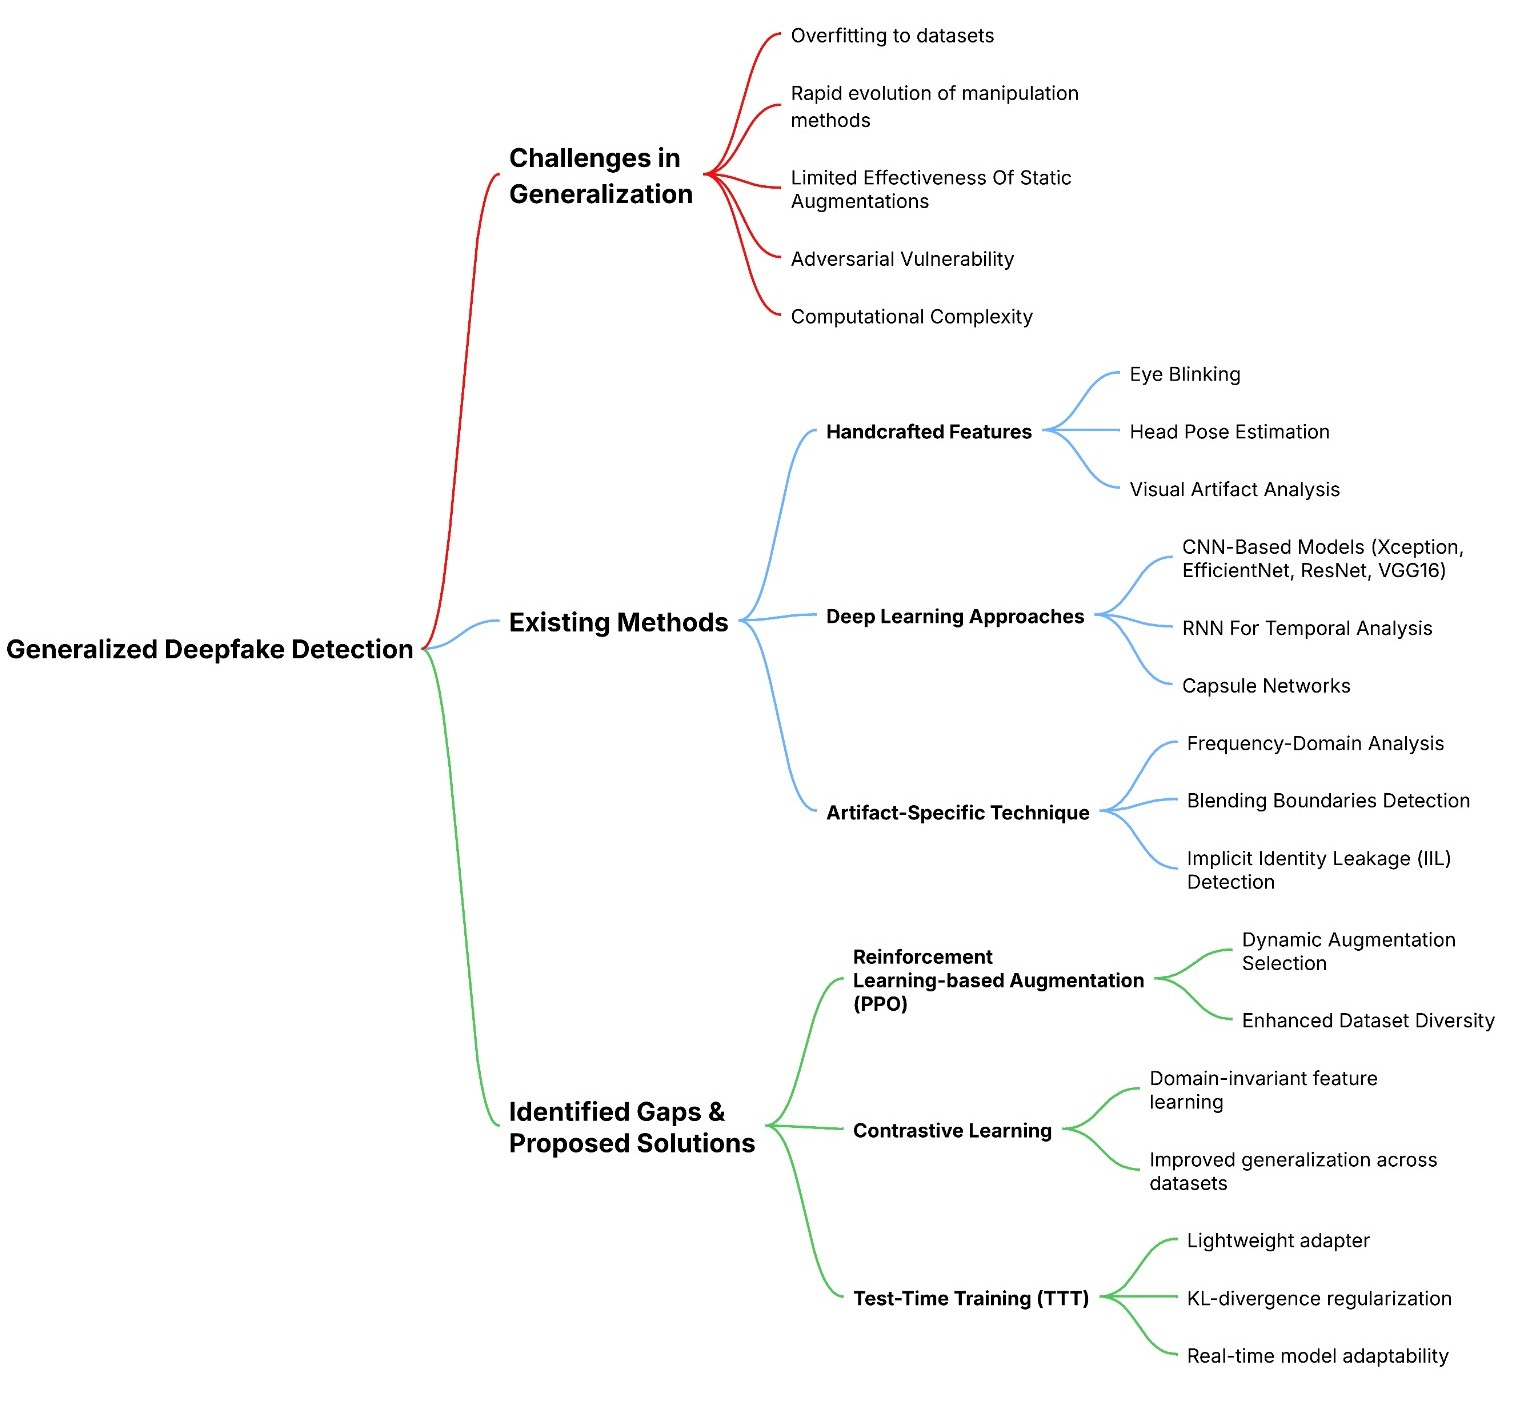 Generalized Deepfake Detection
Challenges in
Generalization
Overfitting to datasets
Rapid evolution of manipulation
methods
Limited Effectiveness Of Static
Augmentations
Adversarial Vulnerability
Computational Complexity
Existing Methods
Handcrafted Features
Eye Blinking
Head Pose Estimation
Visual Artifact Analysis
Deep Learning Approaches
CNN-Based Models (Xception,
EfficientNet, ResNet, VGG16)
RNN For Temporal Analysis
Capsule Networks
Artifact-Specific Technique
Frequency-Domain Analysis
Blending Boundaries Detection
Implicit Identity Leakage (IIL)
Detection
Identified Gaps &
Proposed Solutions
Reinforcement
Learning-based Augmentation
(PPO)
Dynamic Augmentation
Selection
Enhanced Dataset Diversity
Contrastive Learning
Domain-invariant feature
learning
Improved generalization across
datasets
Test-Time Training (TTT)
Lightweight adapter
KL-divergence regularization
Real-time model adaptability